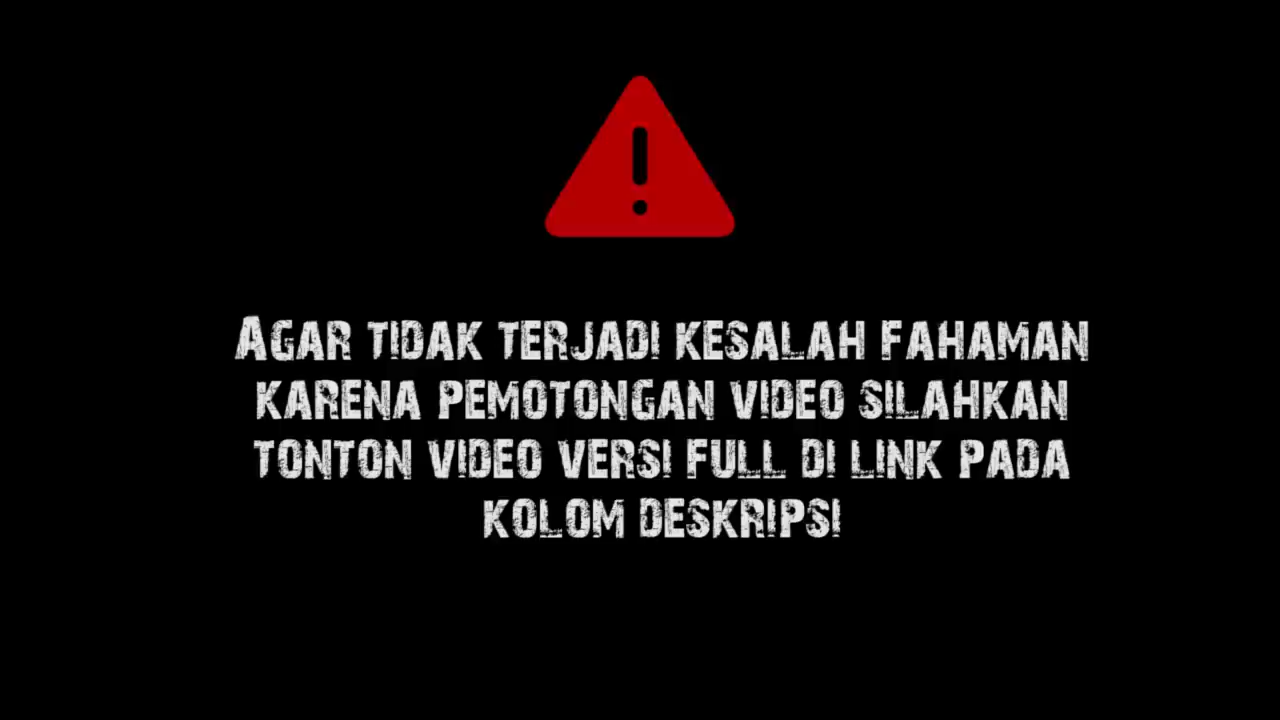 Agar tidak terjadi kesalah fahaman
karena pemotongan video silahkan
tonton video versi full di link pada
kolom deskripsi